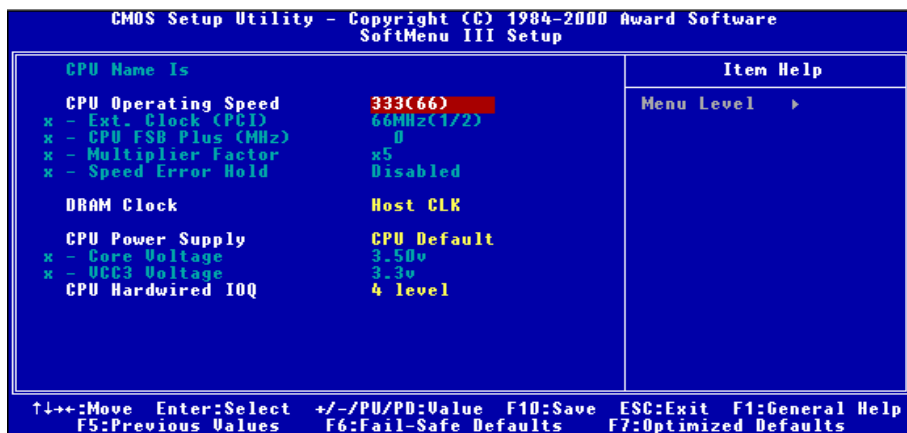 CMOS Setup Utility - Copyright (C) 1984-2000 Award Software
SoftMenu III Setup
CPU Name Is
Item Help
CPU Operating Speed 333(66)
Menu Level ▸
x - Ext. Clock (PCI) 66MHz(1/2)
x - CPU FSB Plus (MHz) 0
x - Multiplier Factor x5
x - Speed Error Hold Disabled
DRAM Clock Host CLK
CPU Power Supply CPU Default
x - Core Voltage 3.50v
x - VCC3 Voltage 3.3v
CPU Hardwired IOQ 4 level
↑↓→←:Move Enter:Select +/-/PU/PD:Value F10:Save ESC:Exit F1:General Help
F5:Previous Values F6:Fail-Safe Defaults F7:Optimized Defaults